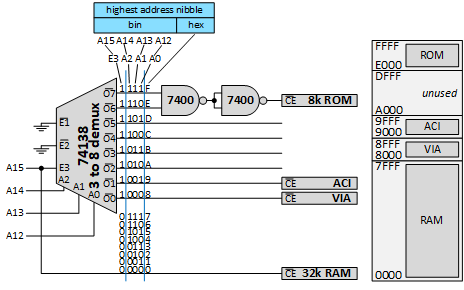 highest address nibble
bin hex
A15 A14 A13 A12
E3 A2 A1 A0
O7 1 111 F
O6 1 110 E
O5 1 101 D
O4 1 100 C
O3 1 011 B
O2 1 010 A
O1 1 001 9
O0 1 000 8
0 111 7
0 110 6
0 101 5
0 100 4
0 011 3
0 010 2
0 001 1
0 000 0
7400 7400
CE 8k ROM
CE ACI
CE VIA
CE 32k RAM
74138
3 to 8 demux
E1
E2
A15 E3
A14 A2
A13 A1
A12 A0
FFFF
ROM
E000
DFFF
unused
A000
9FFF
ACI
9000
8FFF
VIA
8000
7FFF
RAM
0000